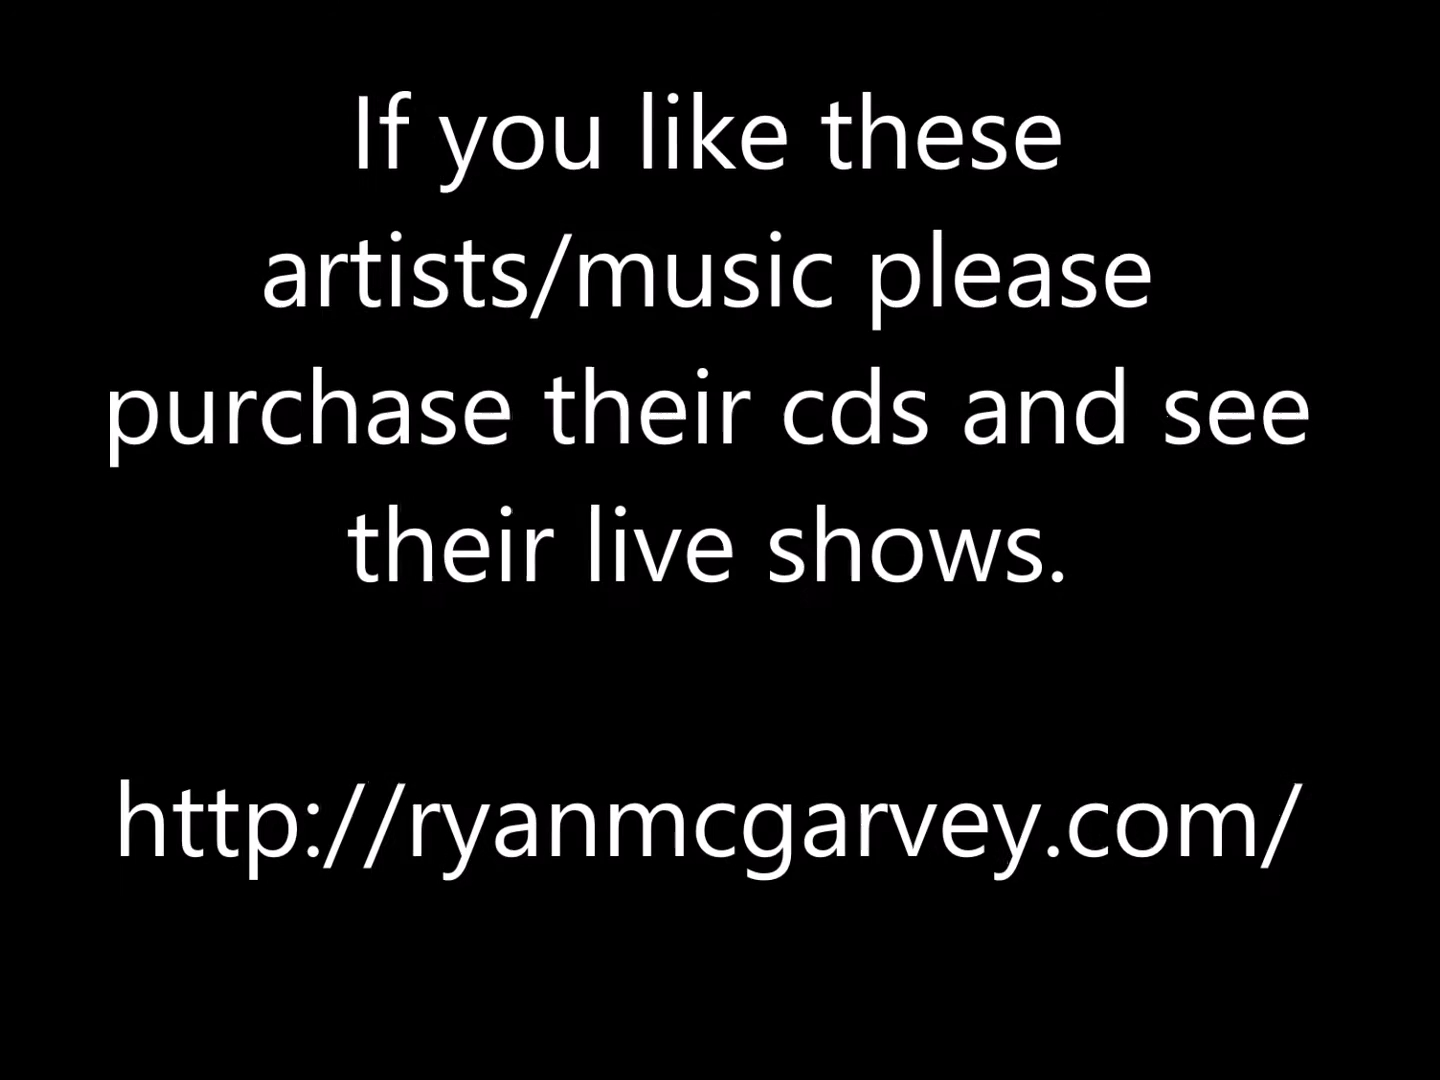 If you like these
artists/music please
purchase their cds and see
their live shows.
http://ryanmcgarvey.com/